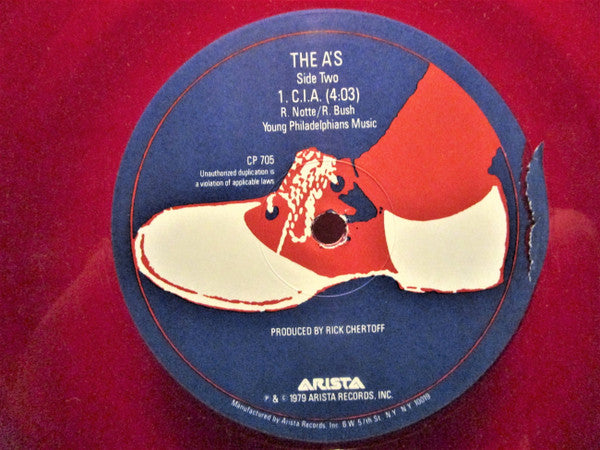 THE A'S
Side Two
1. C.I.A. (4:03)
R. Notte/R. Bush
Young Philadelphians Music
CP 705
Unauthorized duplication is
a violation of applicable laws
PRODUCED BY RICK CHERTOFF
ARISTA
℗ & © 1979 ARISTA RECORDS, INC.
Manufactured by Arista Records, Inc. 6 W. 57th St. N.Y. N.Y. 10019